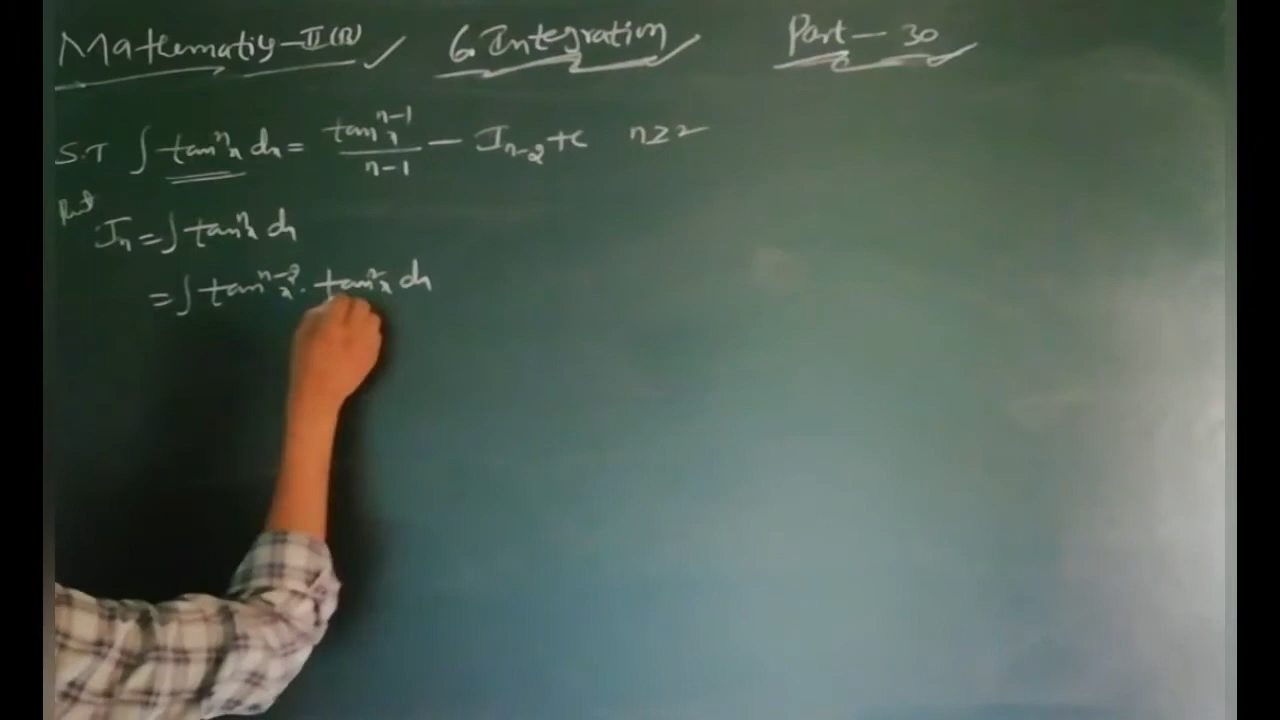 Mathematics-II(B) 6. Integration Part - 30
S.T ∫ tanⁿx dx = tanⁿ⁻¹x / n-1 - Iₙ₋₂ + c n≥2
Put
Iₙ = ∫ tanⁿx dx
= ∫ tanⁿ⁻²x . tan²x dx